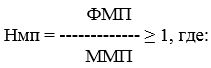 ФМП
Нмп = ------------- ≥ 1, где:
ММП